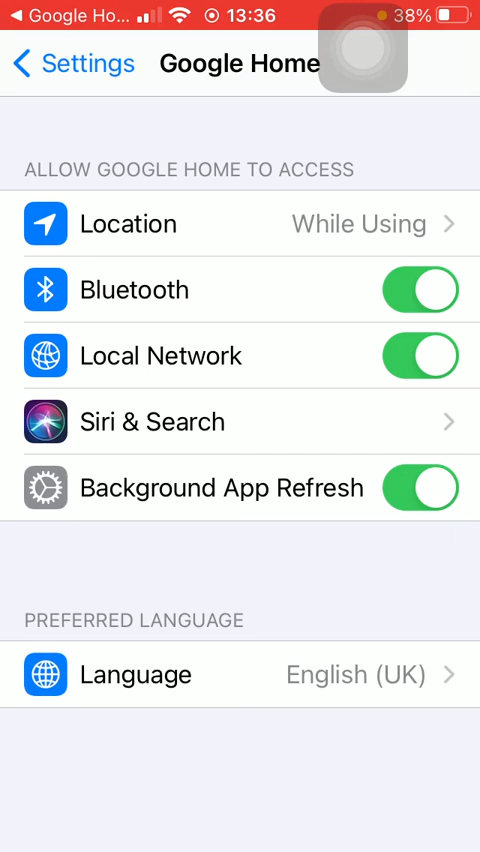 Google Ho... 13:36 38%
Settings Google Home
ALLOW GOOGLE HOME TO ACCESS
Location While Using
Bluetooth
Local Network
Siri & Search
Background App Refresh
PREFERRED LANGUAGE
Language English (UK)